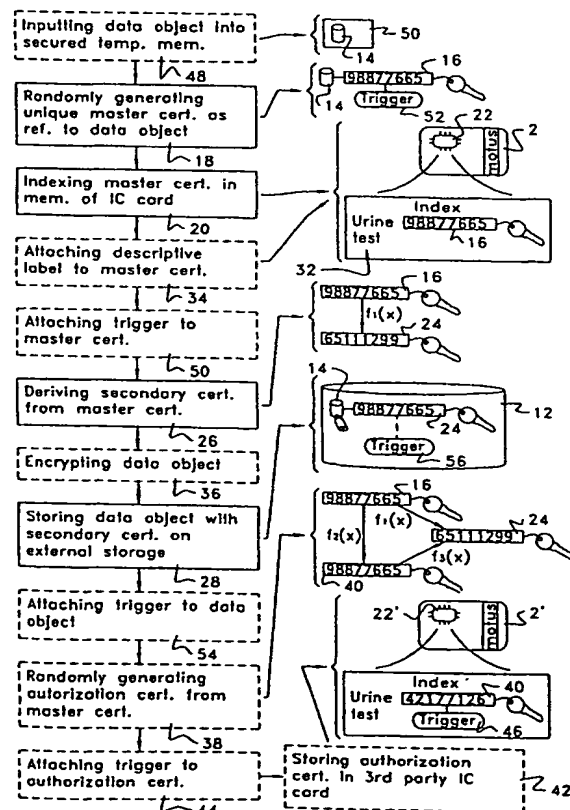 Inputting data object into
secured temp. mem.
48
50
14
Randomly generating
unique master cert. as
ref. to data object
18
14
98877665
16
Trigger
52
Indexing master cert. in
mem. of IC card
20
22
2
motus
Index
Urine
test
98877665
16
32
Attaching descriptive
label to master cert.
34
Attaching trigger to
master cert.
50
16
98877665
f1(x)
24
65111299
Deriving secondary cert.
from master cert.
26
14
98877665
24
12
Trigger
56
Encrypting data object
36
Storing data object with
secondary cert. on
external storage
28
16
98877665
f1(x)
f2(x)
24
65111299
f3(x)
98877665
40
Attaching trigger to data
object
54
22'
2'
motus
Index'
Urine
test
40
42177126
Trigger
46
Randomly generating
autorization cert. from
master cert.
38
Attaching trigger to
authorization cert.
44
Storing authorization
cert. in 3rd party IC
card
42